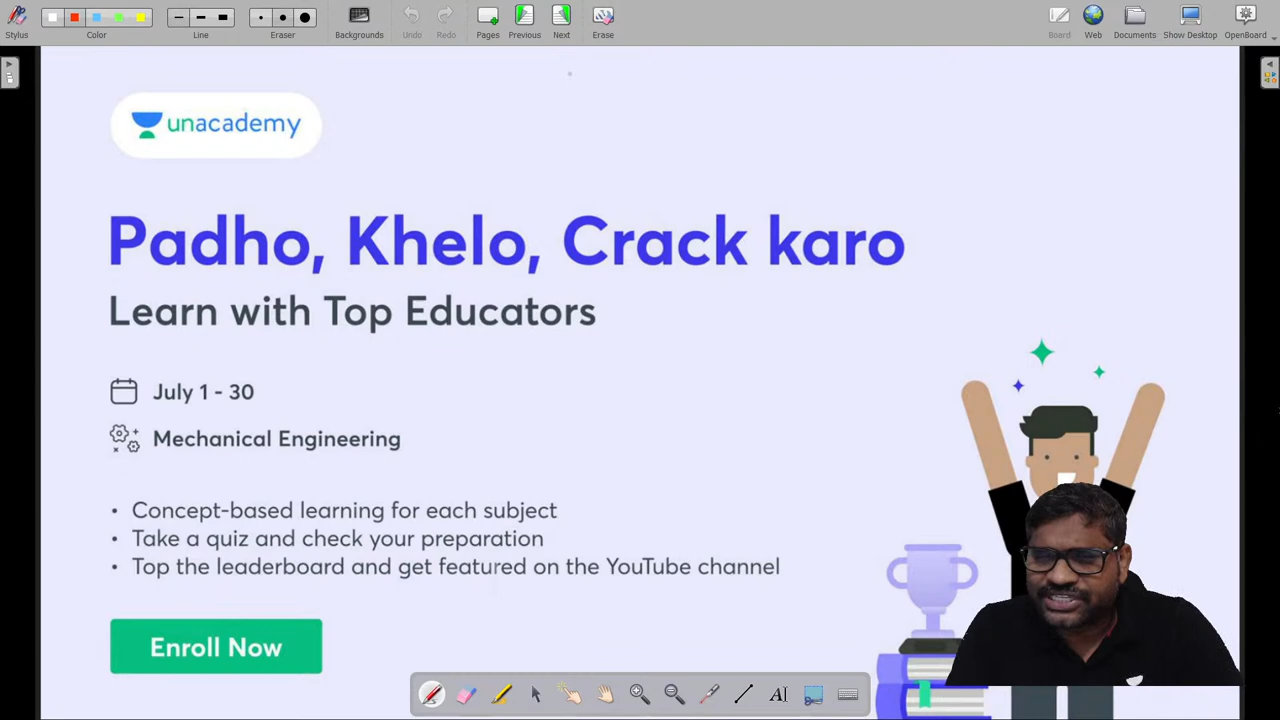 Stylus
Color
Line
Eraser
Backgrounds
Undo
Redo
Pages
Previous
Next
Erase
Board
Web
Documents
Show Desktop
OpenBoard
unacademy
Padho, Khelo, Crack karo
Learn with Top Educators
July 1 - 30
Mechanical Engineering
• Concept-based learning for each subject
• Take a quiz and check your preparation
• Top the leaderboard and get featured on the YouTube channel
Enroll Now